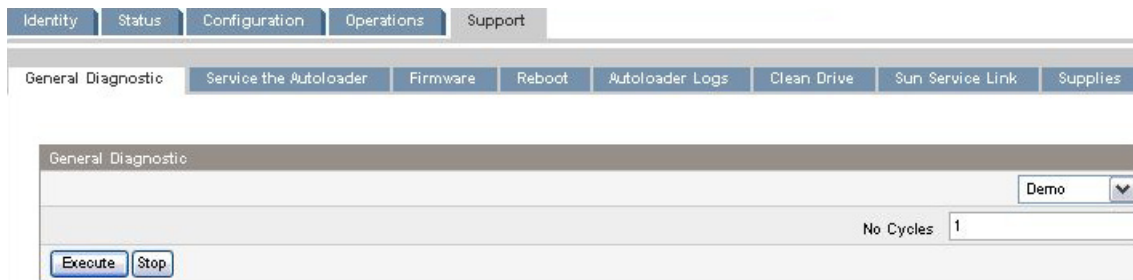 Identity Status Configuration Operations Support
General Diagnostic Service the Autoloader Firmware Reboot Autoloader Logs Clean Drive Sun Service Link Supplies
General Diagnostic
Demo
No Cycles 1
Execute Stop